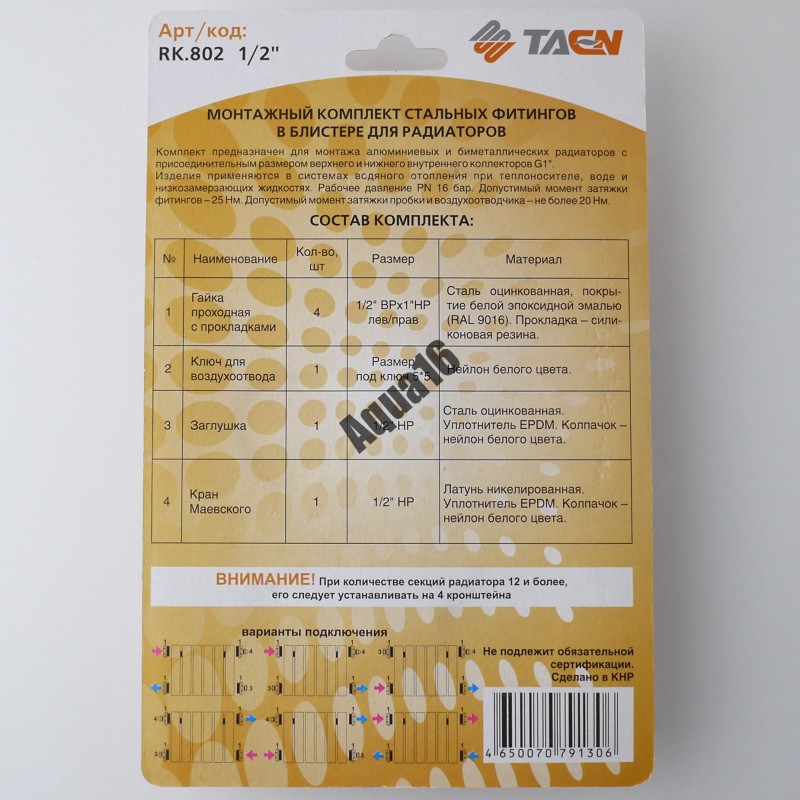 Арт/код:
RK.802 1/2"
TAEN
МОНТАЖНЫЙ КОМПЛЕКТ СТАЛЬНЫХ ФИТИНГОВ
В БЛИСТЕРЕ ДЛЯ РАДИАТОРОВ
Комплект предназначен для монтажа алюминиевых и биметаллических радиаторов с
присоединительным размером верхнего и нижнего внутреннего коллекторов G1".
Изделия применяются в системах водяного отопления при теплоносителе, воде и
низкозамерзающих жидкостях. Рабочее давление PN 16 бар. Допустимый момент затяжки
фитингов – 25 Нм. Допустимый момент затяжки пробки и воздухоотводчика – не более 20 Нм.
СОСТАВ КОМПЛЕКТА:
№ Наименование Кол-во, шт Размер Материал
1 Гайка проходная с прокладками 4 1/2" ВРх1"НР лев/прав Сталь оцинкованная, покры-
тие белой эпоксидной эмалью
(RAL 9016). Прокладка – сили-
коновая резина.
2 Ключ для воздухоотвода 1 Размер под ключ 5*5 Нейлон белого цвета.
3 Заглушка 1 1/2" НР Сталь оцинкованная.
Уплотнитель EPDM. Колпачок –
нейлон белого цвета.
4 Кран Маевского 1 1/2" НР Латунь никелированная.
Уплотнитель EPDM. Колпачок –
нейлон белого цвета.
Aqua16
ВНИМАНИЕ! При количестве секций радиатора 12 и более,
его следует устанавливать на 4 кронштейна
варианты подключения
Не подлежит обязательной
сертификации.
Сделано в КНР
4 650070 791306